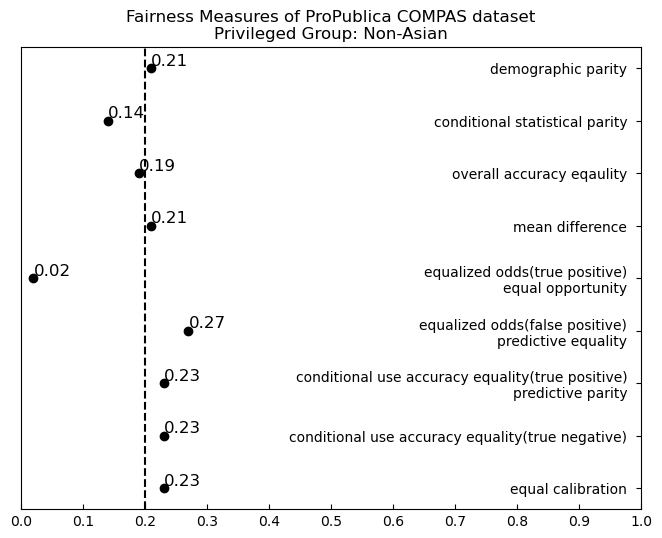 Fairness Measures of ProPublica COMPAS dataset
Privileged Group: Non-Asian
0.21
demographic parity
0.14
conditional statistical parity
0.19
overall accuracy eqaulity
0.21
mean difference
0.02
equalized odds(true positive)
equal opportunity
0.27
equalized odds(false positive)
predictive equality
0.23
conditional use accuracy equality(true positive)
predictive parity
0.23
conditional use accuracy equality(true negative)
0.23
equal calibration
0.0 0.1 0.2 0.3 0.4 0.5 0.6 0.7 0.8 0.9 1.0